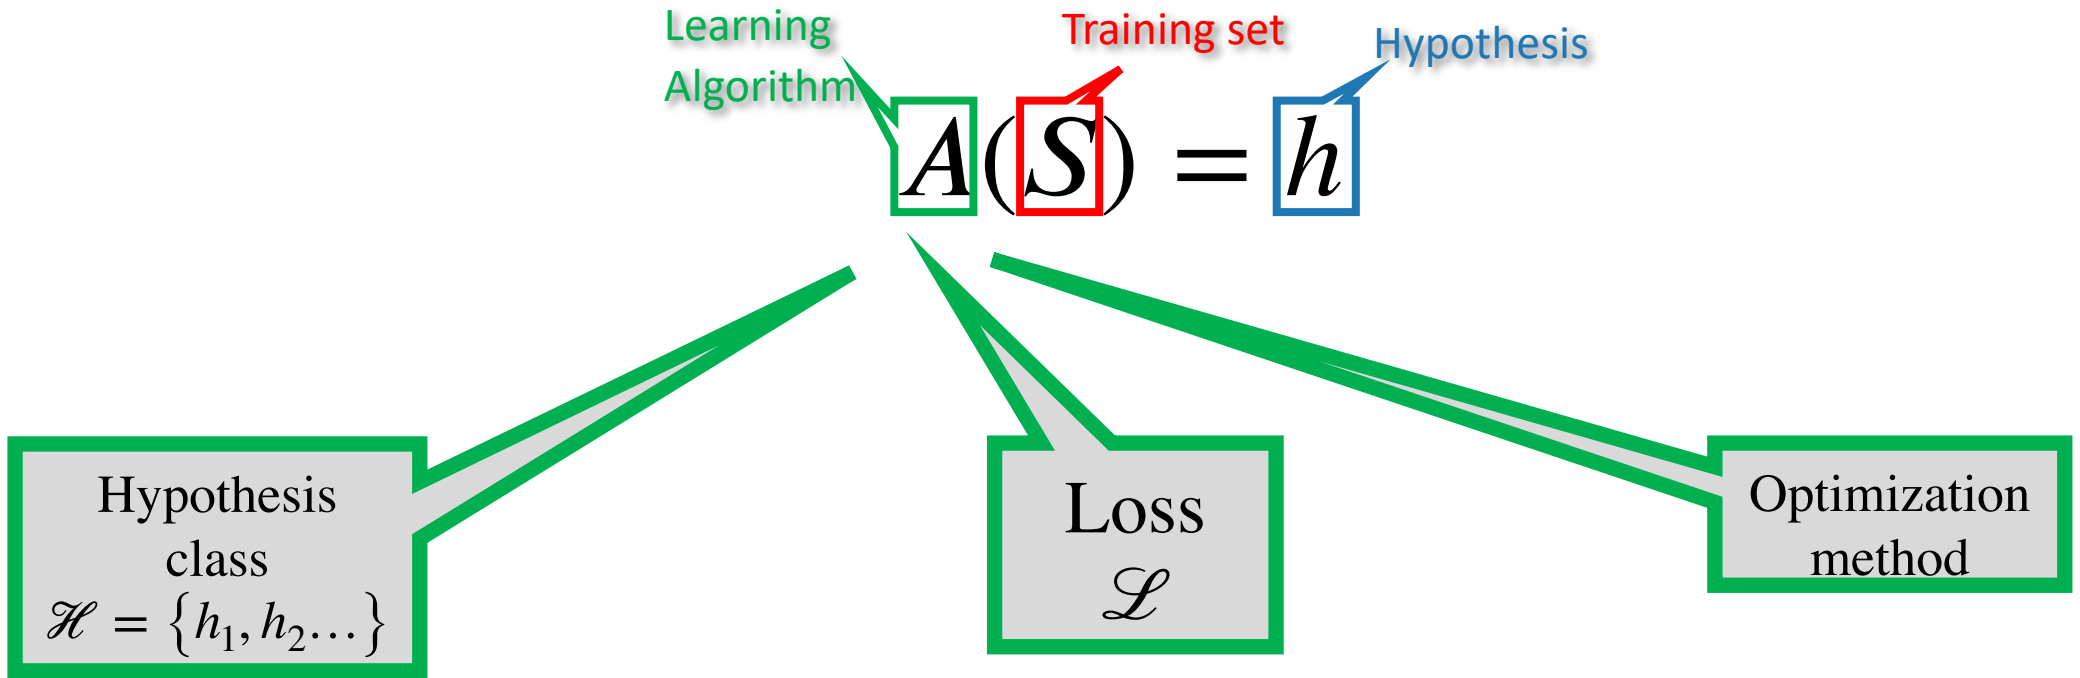 Learning
Algorithm
Training set
Hypothesis
A(S) = h
Hypothesis
class
ℋ = {h₁, h₂…}
Loss
ℒ
Optimization
method